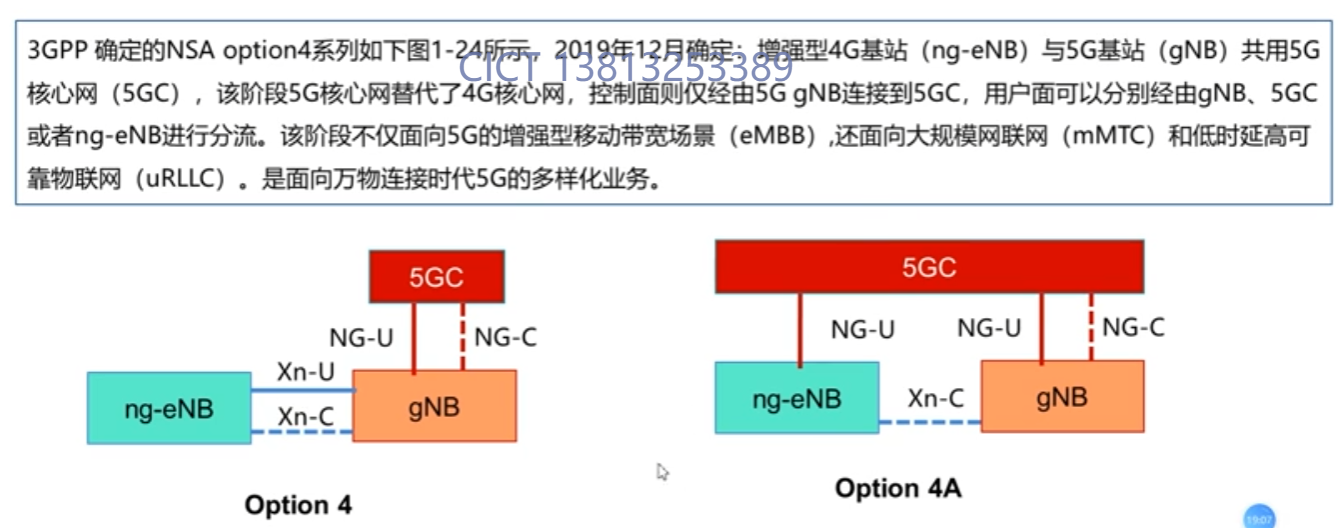 3GPP 确定的NSA option4系列如下图1-24所示，2019年12月确定：增强型4G基站（ng-eNB）与5G基站（gNB）共用5G
CICT 13813253389
核心网（5GC），该阶段5G核心网替代了4G核心网，控制面则仅经由5G gNB连接到5GC，用户面可以分别经由gNB、5GC
或者ng-eNB进行分流。该阶段不仅面向5G的增强型移动带宽场景（eMBB）,还面向大规模网联网（mMTC）和低时延高可
靠物联网（uRLLC）。是面向万物连接时代5G的多样化业务。
5GC
NG-U
NG-C
Xn-U
ng-eNB
Xn-C
gNB
Option 4
5GC
NG-U
NG-U
NG-C
ng-eNB
Xn-C
gNB
Option 4A
19:07